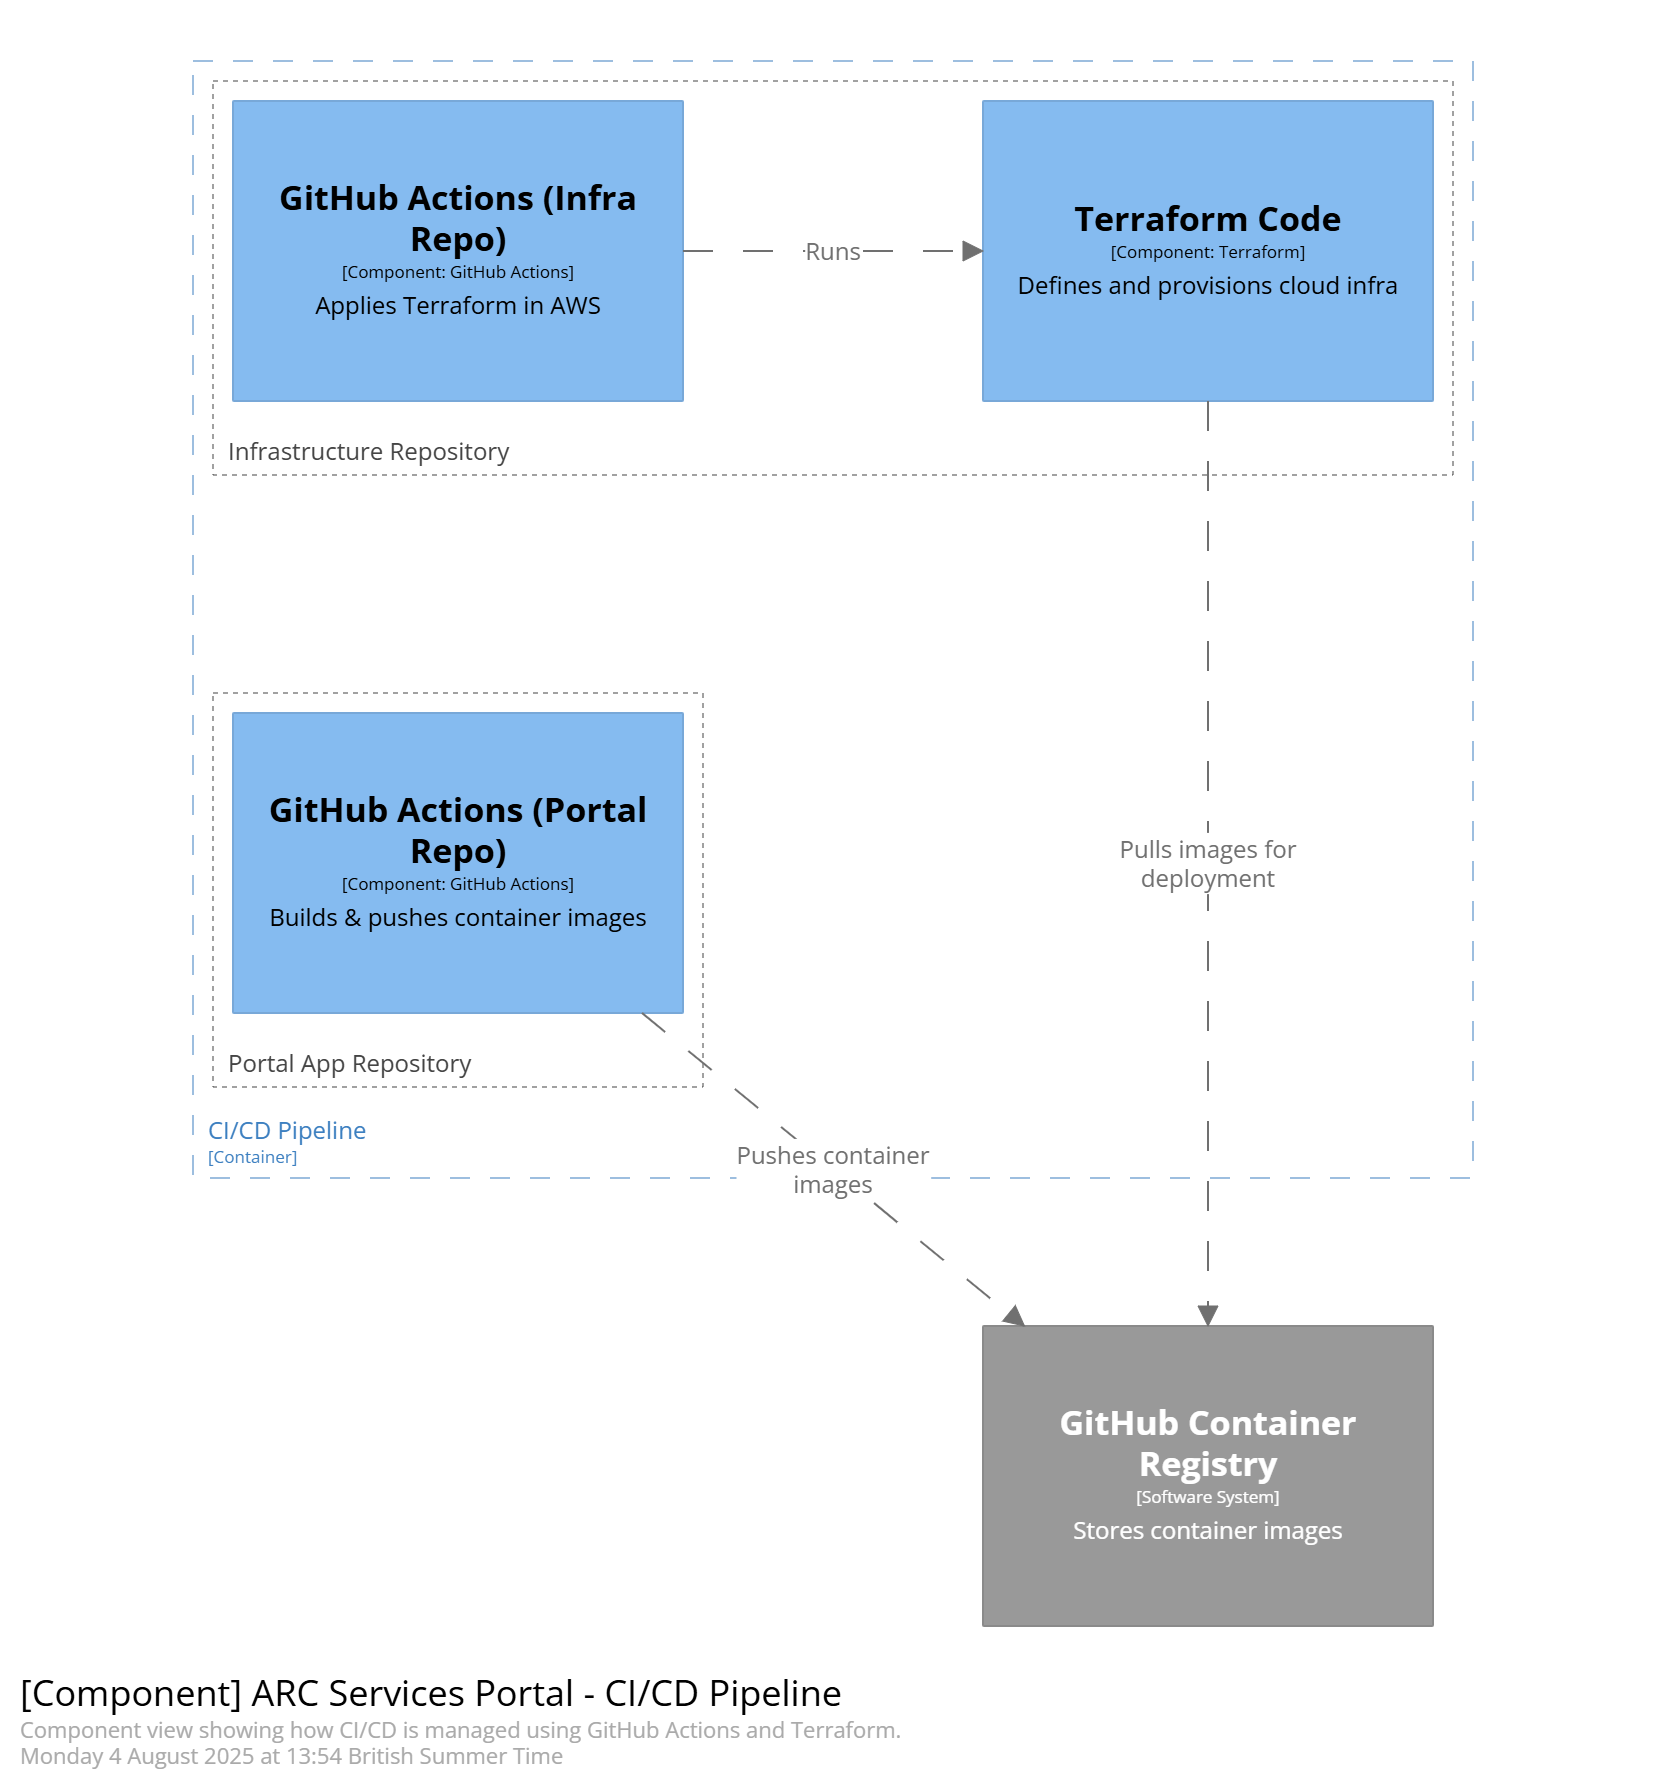 GitHub Actions (Infra
Repo)
[Component: GitHub Actions]
Applies Terraform in AWS
Runs
Terraform Code
[Component: Terraform]
Defines and provisions cloud infra
Infrastructure Repository
GitHub Actions (Portal
Repo)
[Component: GitHub Actions]
Builds & pushes container images
Pulls images for
deployment
Portal App Repository
CI/CD Pipeline
[Container]
Pushes container
images
GitHub Container
Registry
[Software System]
Stores container images
[Component] ARC Services Portal - CI/CD Pipeline
Component view showing how CI/CD is managed using GitHub Actions and Terraform.
Monday 4 August 2025 at 13:54 British Summer Time